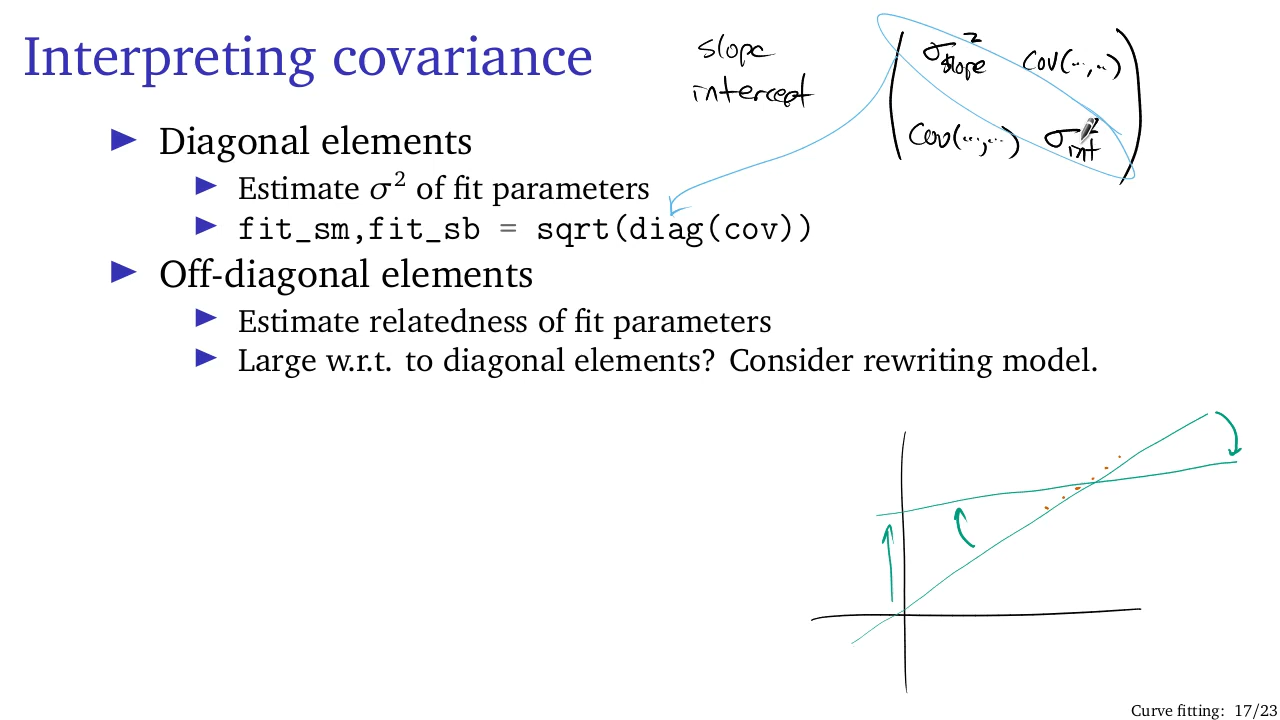 Interpreting covariance
slope
intercept
σ²slope cov(..,..)
cov(..,..) σ²int
Diagonal elements
Estimate σ² of fit parameters
fit_sm,fit_sb = sqrt(diag(cov))
Off-diagonal elements
Estimate relatedness of fit parameters
Large w.r.t. to diagonal elements? Consider rewriting model.
Curve fitting: 17/23